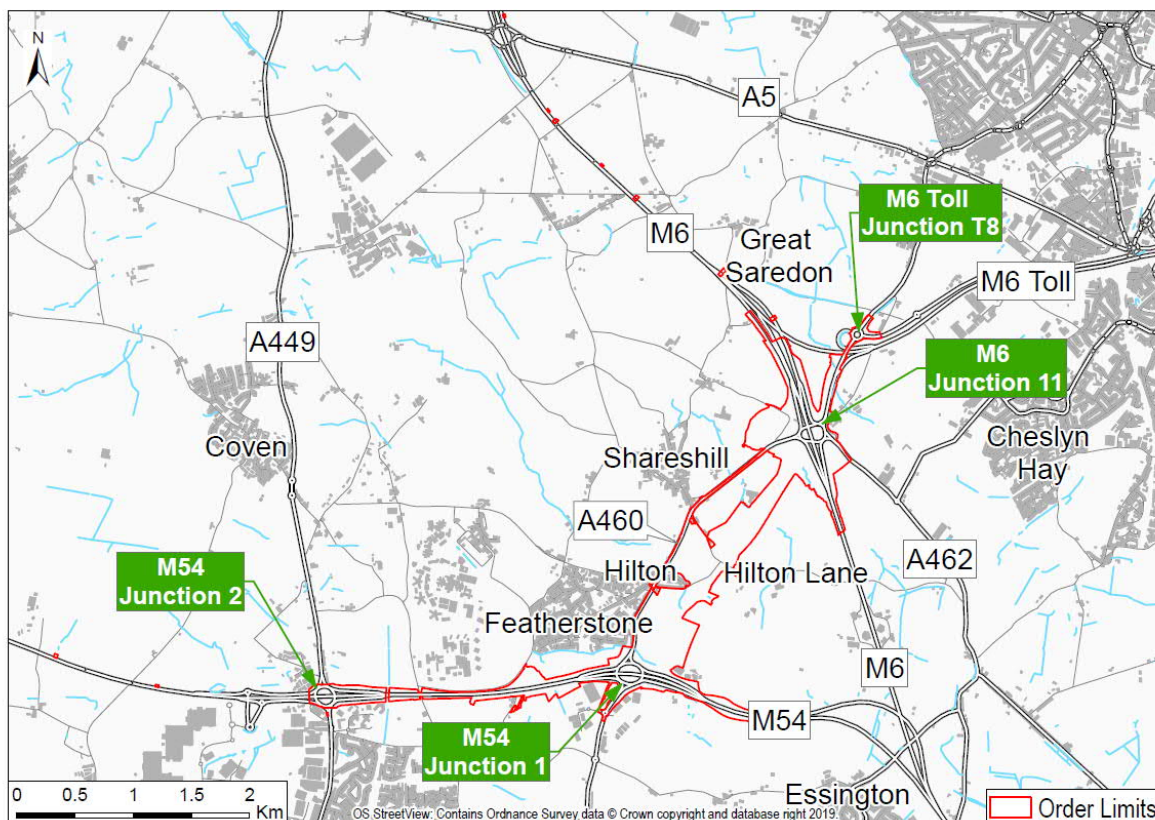 N
A5
M6 Toll
Junction T8
M6
Great
Saredon
M6 Toll
A449
M6
Junction 11
Coven
Shareshill
Cheslyn
Hay
A460
M54
Junction 2
Hilton
Hilton Lane
A462
Featherstone
M6
M54
M54
Junction 1
Essington
0 0.5 1 2
Km
OS StreetView: Contains Ordnance Survey data © Crown copyright and database right 2019.
Order Limits